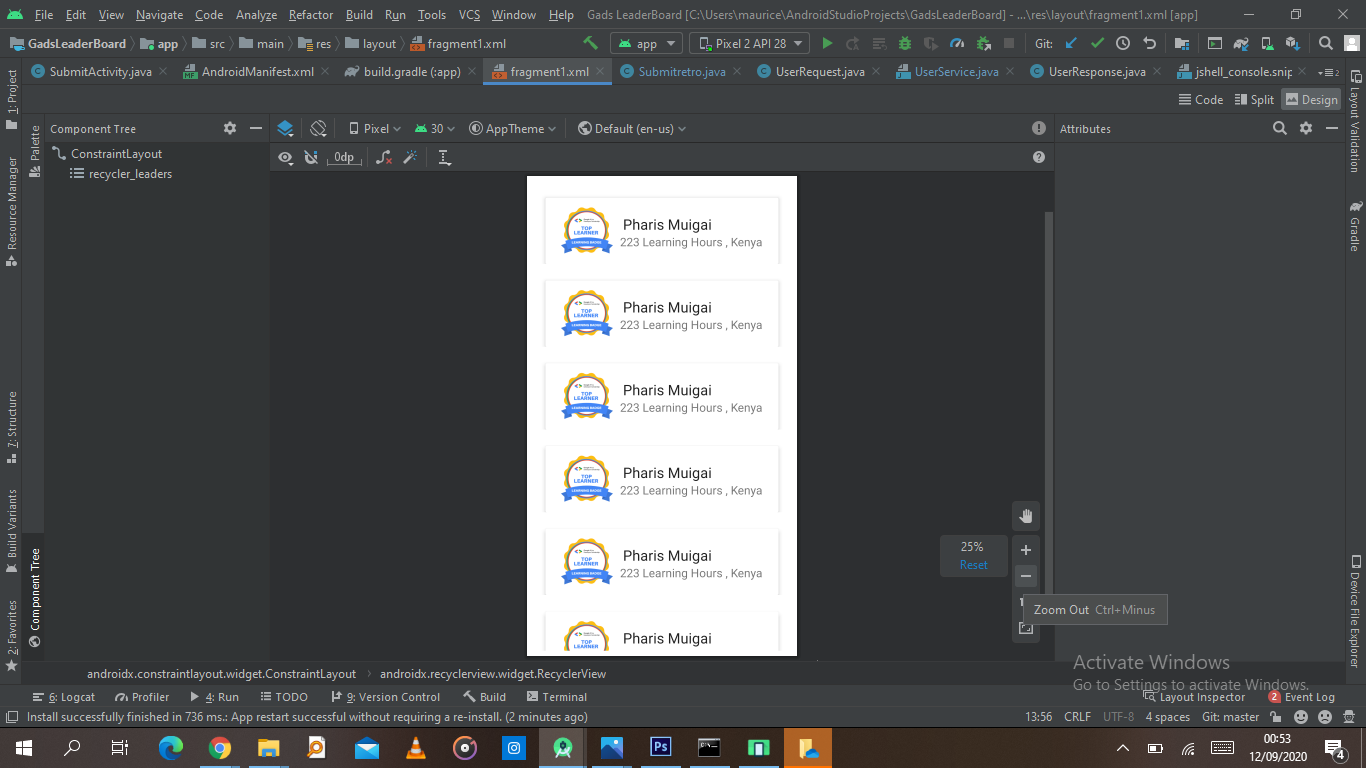 File Edit View Navigate Code Analyze Refactor Build Run Tools VCS Window Help Gads LeaderBoard [C:\Users\maurice\AndroidStudioProjects\GadsLeaderBoard] - ...\res\layout\fragment1.xml [app]
GadsLeaderBoard app src main res layout fragment1.xml app Pixel 2 API 28 Git:
SubmitActivity.java AndroidManifest.xml build.gradle (:app) fragment1.xml Submitretro.java UserRequest.java UserService.java UserResponse.java jshell_console.snip
Code Split Design
Component Tree Pixel 30 AppTheme Default (en-us) Attributes
ConstraintLayout
recycler_leaders
0dp
1: Project
Resource Manager
7: Structure
Build Variants
2: Favorites
Palette
Component Tree
TOP
LEARNER
Pharis Muigai
223 Learning Hours , Kenya
TOP
LEARNER
Pharis Muigai
223 Learning Hours , Kenya
TOP
LEARNER
Pharis Muigai
223 Learning Hours , Kenya
TOP
LEARNER
Pharis Muigai
223 Learning Hours , Kenya
TOP
LEARNER
Pharis Muigai
223 Learning Hours , Kenya
TOP
LEARNER
Pharis Muigai
25%
Reset
Zoom Out Ctrl+Minus
Layout Validation
Gradle
Device File Explorer
androidx.constraintlayout.widget.ConstraintLayout androidx.recyclerview.widget.RecyclerView
Activate Windows
Go to Settings to activate Windows.
6: Logcat Profiler 4: Run TODO 9: Version Control Build Terminal Layout Inspector 2 Event Log
Install successfully finished in 736 ms.: App restart successful without requiring a re-install. (2 minutes ago) 13:56 CRLF UTF-8 4 spaces Git: master
00:53
12/09/2020
4